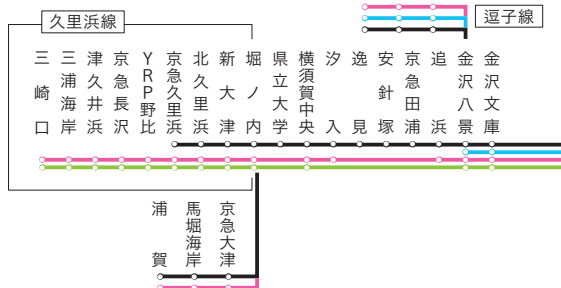 久里浜線
逗子線
三崎口
三浦海岸
津久井浜
京急長沢
YRP野比
京急久里浜
北久里浜
新大津
堀ノ内
県立大学
横須賀中央
汐入
逸見
安針塚
京急田浦
追浜
金沢八景
金沢文庫
浦賀
馬堀海岸
京急大津